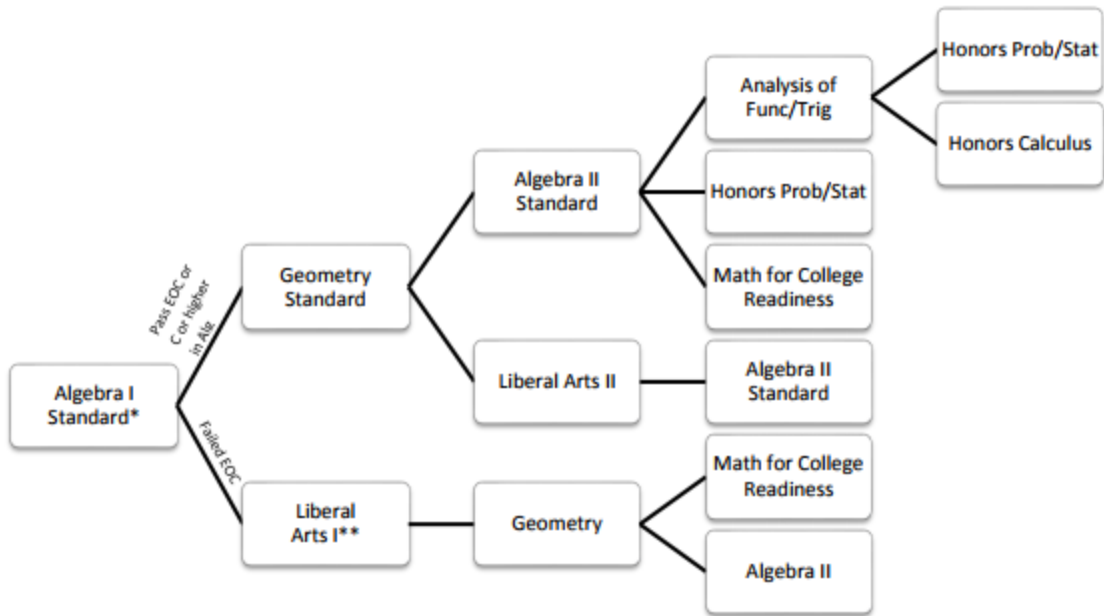 Honors Prob/Stat
Analysis of
Func/Trig
Honors Calculus
Algebra II
Standard
Honors Prob/Stat
Geometry
Standard
Math for College
Readiness
Pass EOC or
C or higher
in Alg
Algebra I
Standard*
Liberal Arts II
Algebra II
Standard
Failed EOC
Liberal
Arts I**
Geometry
Math for College
Readiness
Algebra II